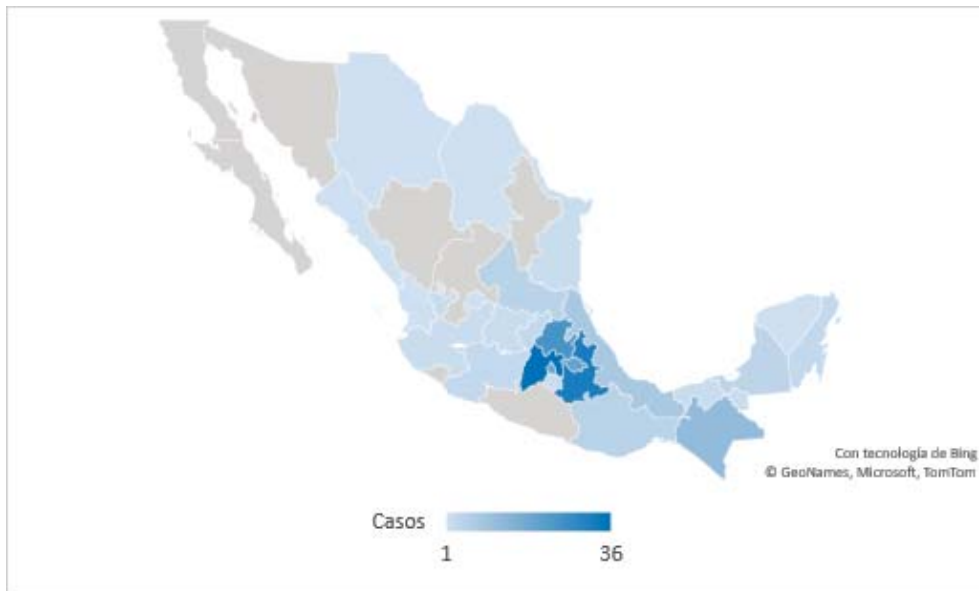 Con tecnología de Bing
© GeoNames, Microsoft, TomTom
Casos
1
36